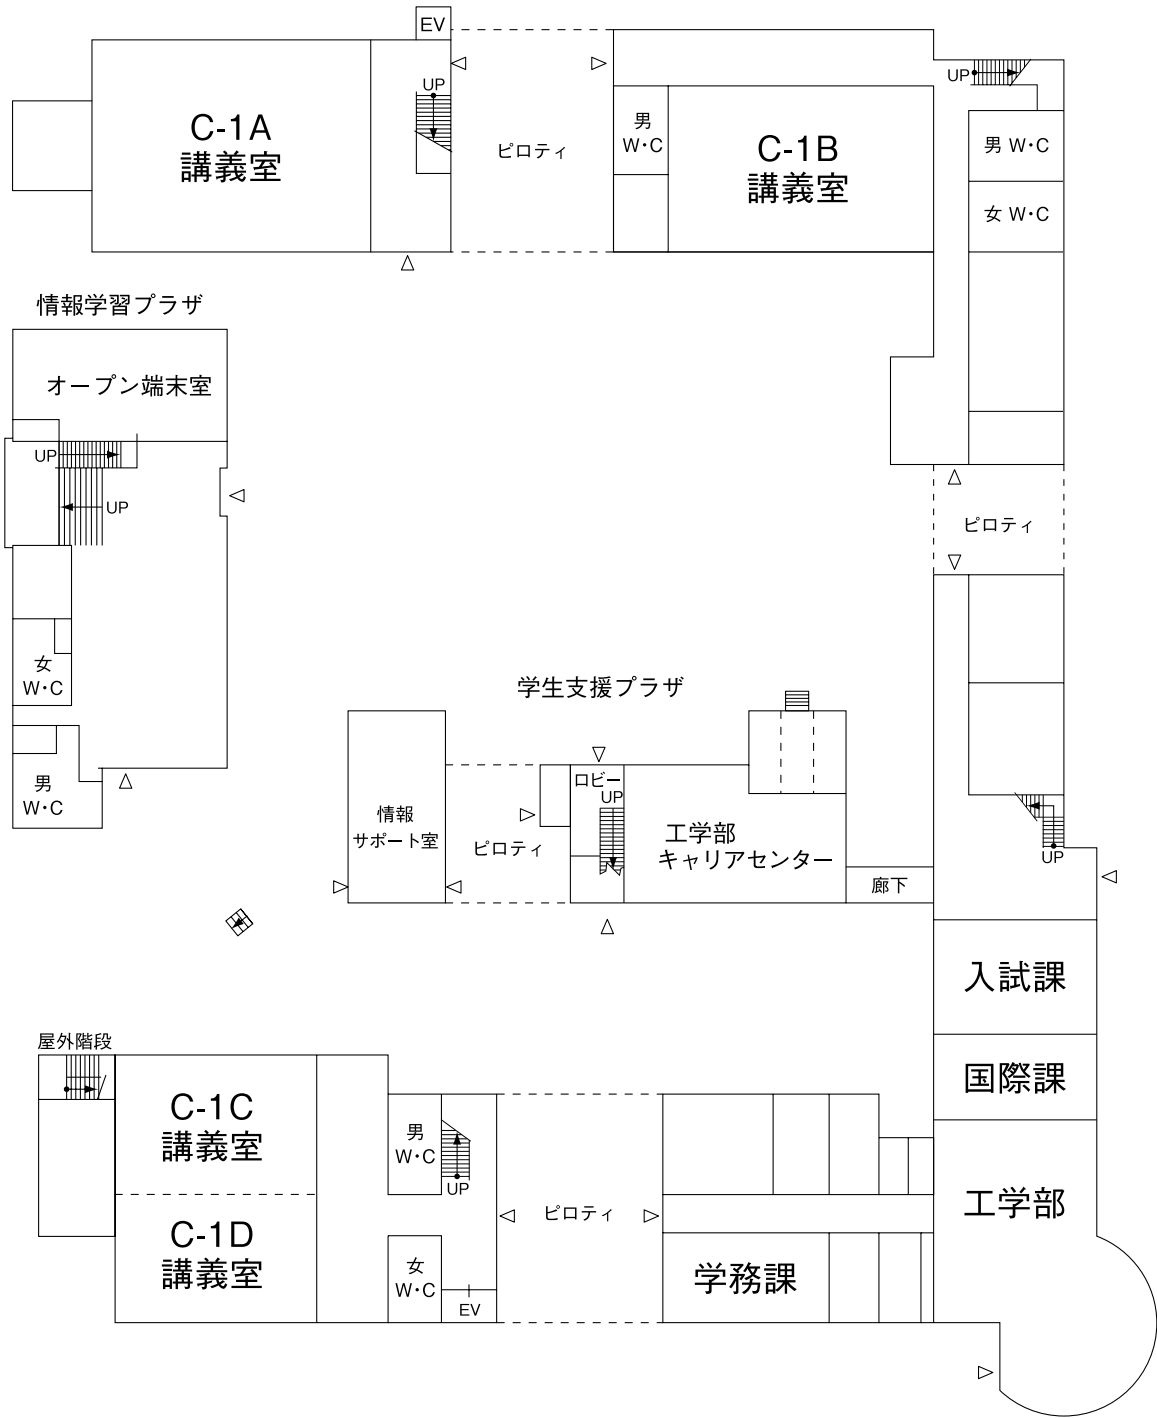 EV
UP
C-1A
講義室
ピロティ
男
W・C
C-1B
講義室
UP
男 W・C
女 W・C
情報学習プラザ
オープン端末室
UP
UP
女
W・C
男
W・C
ピロティ
学生支援プラザ
ロビー
UP
情報
サポート室
ピロティ
工学部
キャリアセンター
廊下
UP
入試課
国際課
工学部
屋外階段
C-1C
講義室
C-1D
講義室
男
W・C
UP
女
W・C
EV
ピロティ
学務課